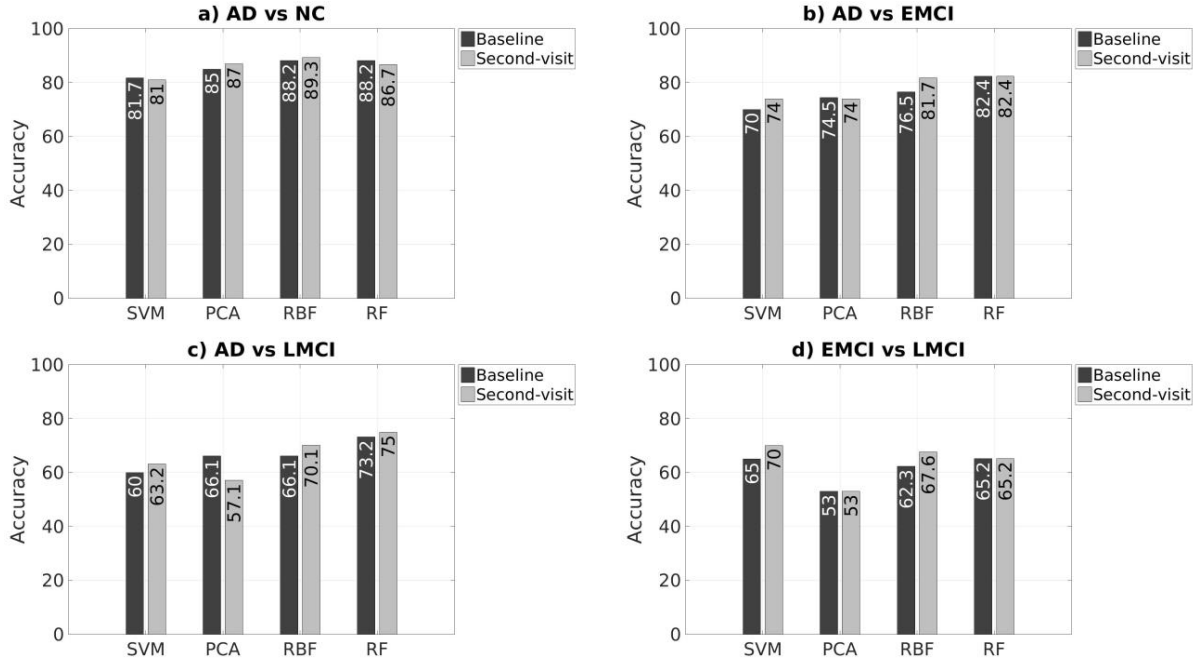 a) AD vs NC
Accuracy
100
80
60
40
20
0
81.7
81
85
87
88.2
89.3
88.2
86.7
SVM
PCA
RBF
RF
Baseline
Second-visit
b) AD vs EMCI
Accuracy
100
80
60
40
20
0
70
74
74.5
74
76.5
81.7
82.4
82.4
SVM
PCA
RBF
RF
Baseline
Second-visit
c) AD vs LMCI
Accuracy
100
80
60
40
20
0
60
63.2
66.1
57.1
66.1
70.1
73.2
75
SVM
PCA
RBF
RF
Baseline
Second-visit
d) EMCI vs LMCI
Accuracy
100
80
60
40
20
0
65
70
53
53
62.3
67.6
65.2
65.2
SVM
PCA
RBF
RF
Baseline
Second-visit